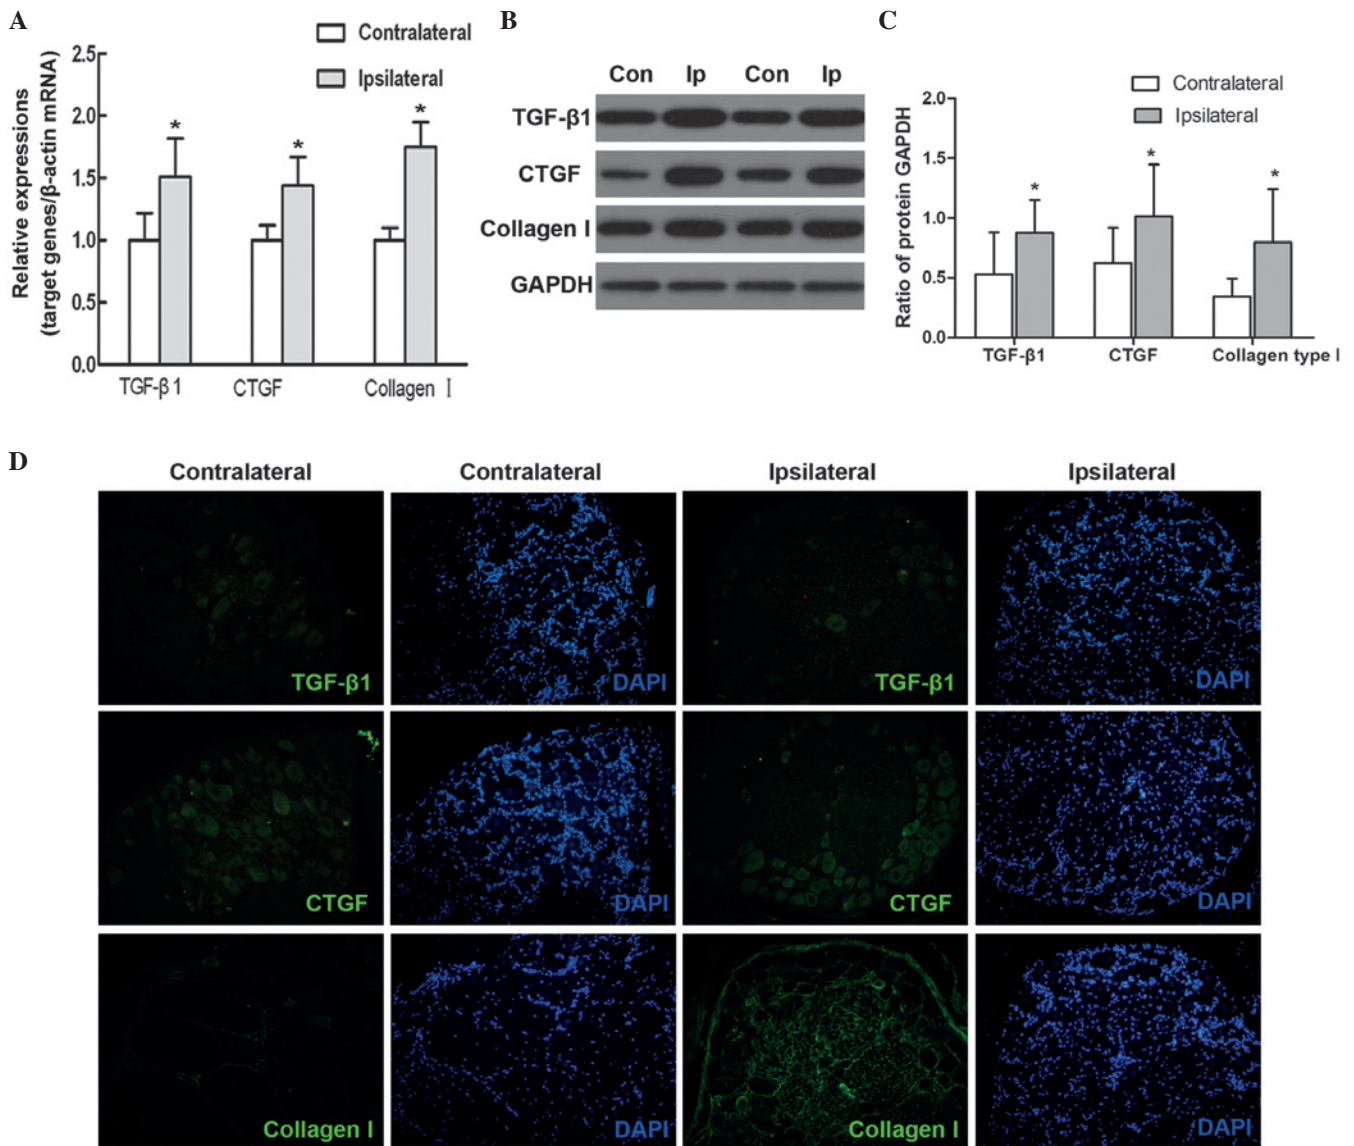 A
Contralateral
Ipsilateral
Relative expressions
(target genes/β-actin mRNA)
2.5
2.0
1.5
1.0
0.5
0.0
*
*
*
TGF-β1
CTGF
Collagen Ⅰ
B
Con Ip Con Ip
TGF-β1
CTGF
Collagen I
GAPDH
C
Contralateral
Ipsilateral
Ratio of protein GAPDH
2.0
1.5
1.0
0.5
0.0
*
*
*
TGF-β1
CTGF
Collagen type I
D
Contralateral Contralateral Ipsilateral Ipsilateral
TGF-β1 DAPI TGF-β1 DAPI
CTGF DAPI CTGF DAPI
Collagen I DAPI Collagen I DAPI